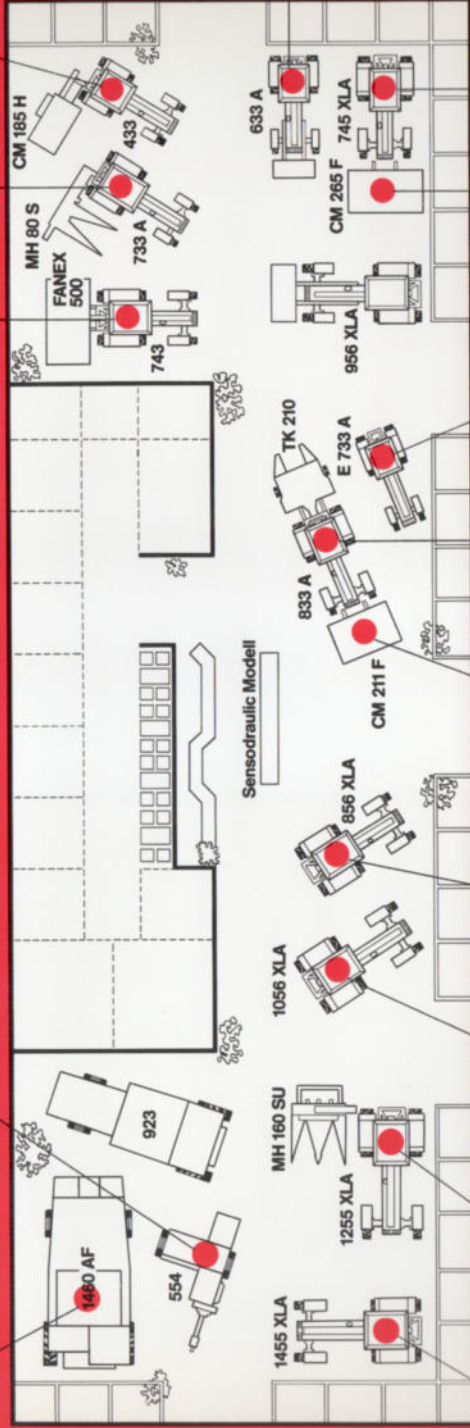 CM 185 H
433
MH 80 S
733 A
FANEX
500
743
633 A
745 XLA
CM 265 F
956 XLA
TK 210
E 733 A
833 A
CM 211 F
Sensodraulic Modell
856 XLA
1056 XLA
923
MH 160 SU
1255 XLA
1460 AF
554
1455 XLA